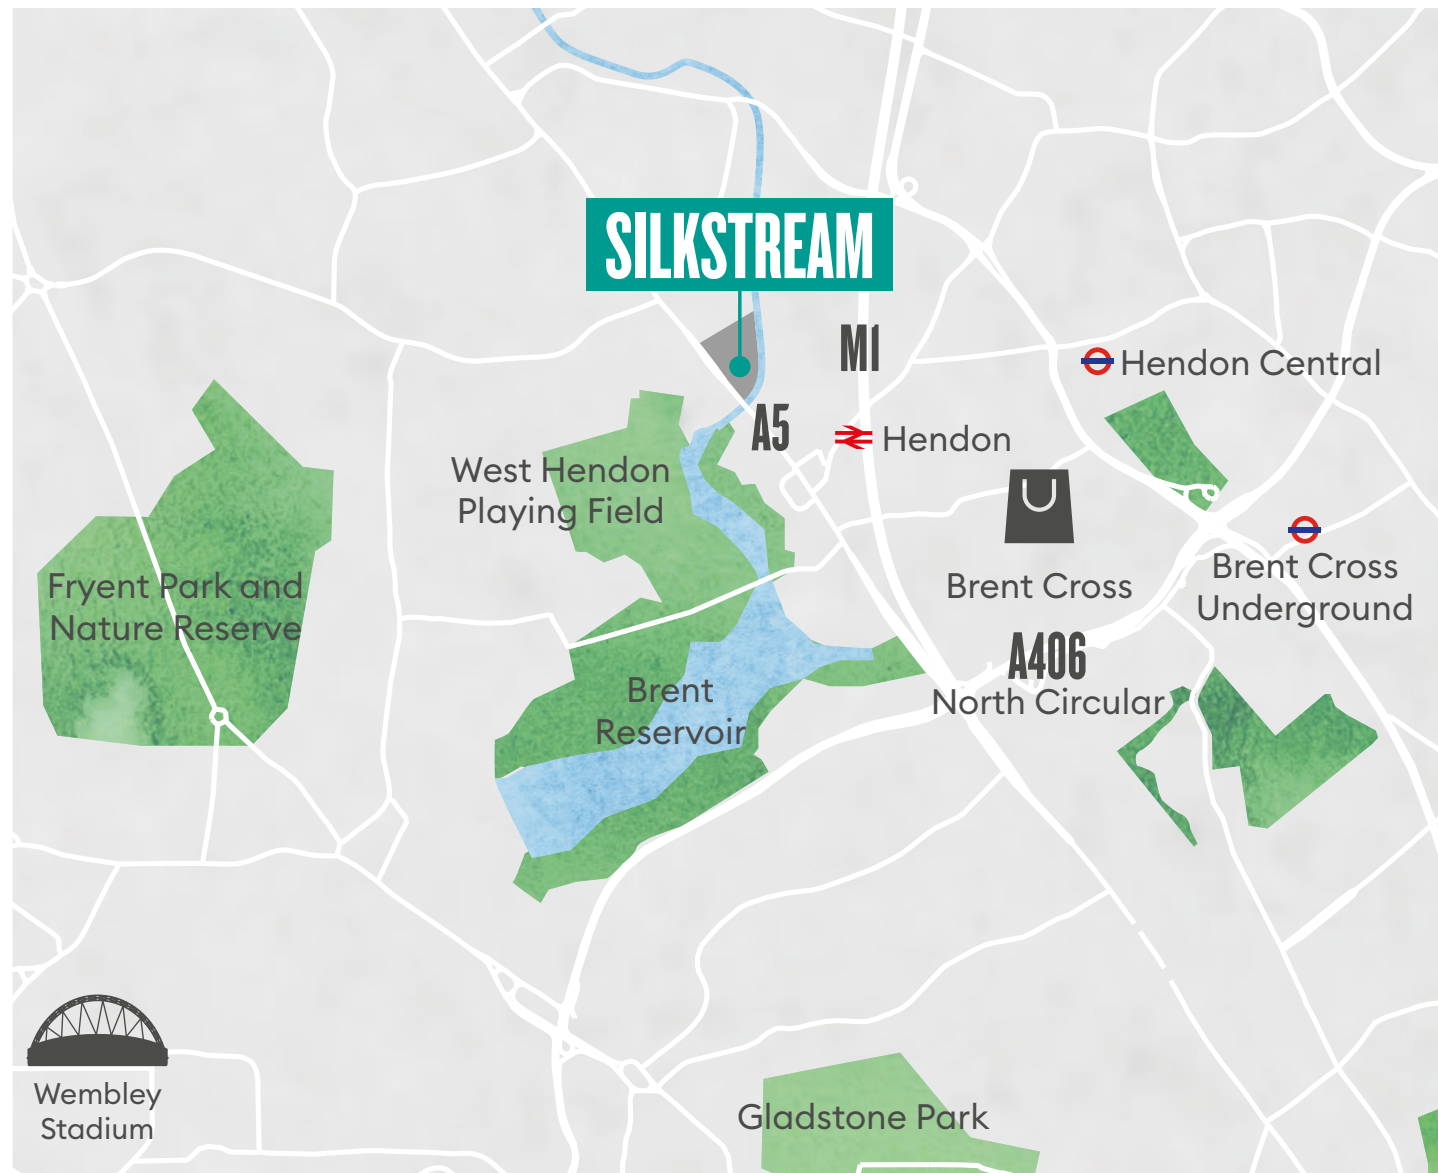 SILKSTREAM
M1
Hendon Central
A5
Hendon
West Hendon
Playing Field
Fryent Park and
Nature Reserve
Brent Cross
Brent Cross
Underground
A406
North Circular
Brent
Reservoir
Wembley
Stadium
Gladstone Park